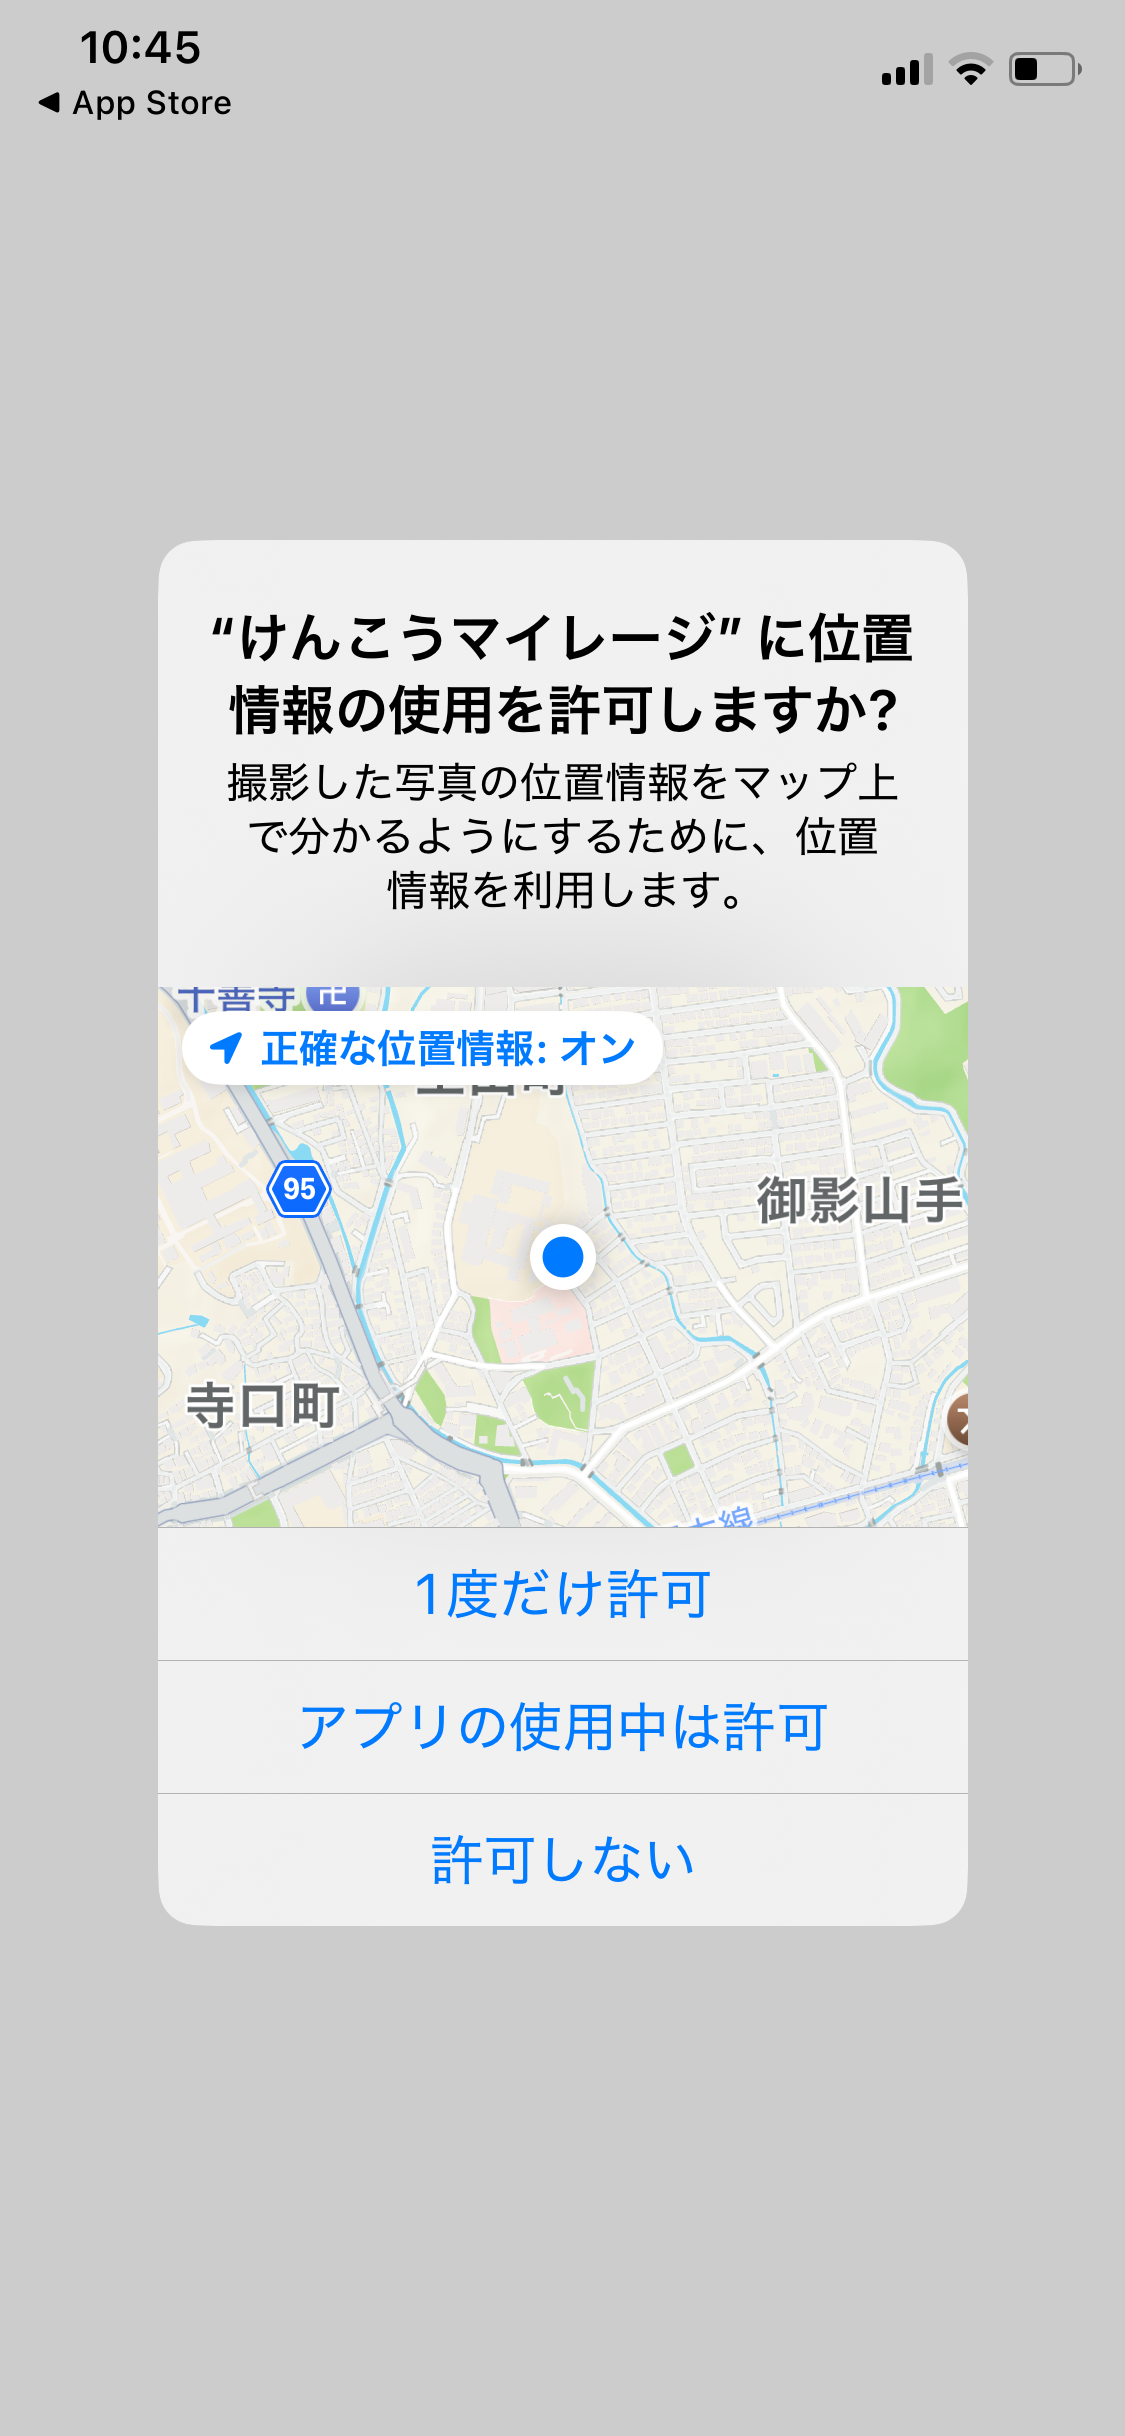 10:45
App Store
“けんこうマイレージ” に位置
情報の使用を許可しますか?
撮影した写真の位置情報をマップ上
で分かるようにするために、位置
情報を利用します。
正確な位置情報: オン
95
御影山手
寺口町
1度だけ許可
アプリの使用中は許可
許可しない